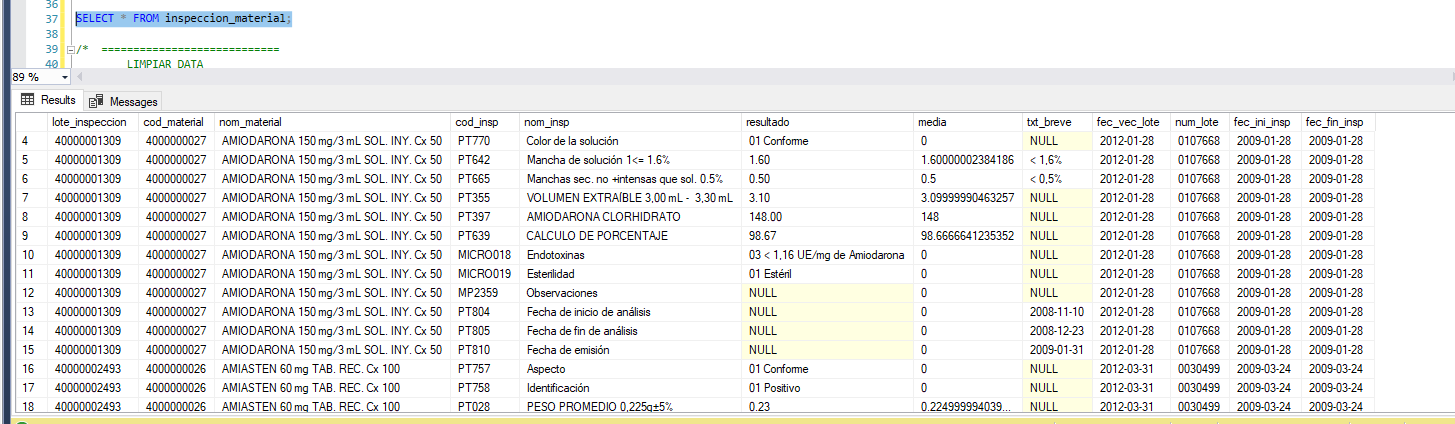 36
37 SELECT * FROM inspeccion_material;
38
39 /* ===========================
40 LIMPIAR DATA
89 %
Results Messages
lote_inspeccion cod_material nom_material cod_insp nom_insp resultado media txt_breve fec_vec_lote num_lote fec_ini_insp fec_fin_insp
4 40000001309 4000000027 AMIODARONA 150 mg/3 mL SOL. INY. Cx 50 PT770 Color de la solución 01 Conforme 0 NULL 2012-01-28 0107668 2009-01-28 2009-01-28
5 40000001309 4000000027 AMIODARONA 150 mg/3 mL SOL. INY. Cx 50 PT642 Mancha de solución 1<= 1.6% 1.60 1.60000002384186 < 1,6% 2012-01-28 0107668 2009-01-28 2009-01-28
6 40000001309 4000000027 AMIODARONA 150 mg/3 mL SOL. INY. Cx 50 PT665 Manchas sec. no +intensas que sol. 0.5% 0.50 0.5 < 0,5% 2012-01-28 0107668 2009-01-28 2009-01-28
7 40000001309 4000000027 AMIODARONA 150 mg/3 mL SOL. INY. Cx 50 PT355 VOLUMEN EXTRAÍBLE 3,00 mL - 3,30 mL 3.10 3.09999990463257 NULL 2012-01-28 0107668 2009-01-28 2009-01-28
8 40000001309 4000000027 AMIODARONA 150 mg/3 mL SOL. INY. Cx 50 PT397 AMIODARONA CLORHIDRATO 148.00 148 NULL 2012-01-28 0107668 2009-01-28 2009-01-28
9 40000001309 4000000027 AMIODARONA 150 mg/3 mL SOL. INY. Cx 50 PT639 CALCULO DE PORCENTAJE 98.67 98.6666641235352 NULL 2012-01-28 0107668 2009-01-28 2009-01-28
10 40000001309 4000000027 AMIODARONA 150 mg/3 mL SOL. INY. Cx 50 MICRO018 Endotoxinas 03 < 1,16 UE/mg de Amiodarona 0 NULL 2012-01-28 0107668 2009-01-28 2009-01-28
11 40000001309 4000000027 AMIODARONA 150 mg/3 mL SOL. INY. Cx 50 MICRO019 Esterilidad 01 Estéril 0 NULL 2012-01-28 0107668 2009-01-28 2009-01-28
12 40000001309 4000000027 AMIODARONA 150 mg/3 mL SOL. INY. Cx 50 MP2359 Observaciones NULL 0 NULL 2012-01-28 0107668 2009-01-28 2009-01-28
13 40000001309 4000000027 AMIODARONA 150 mg/3 mL SOL. INY. Cx 50 PT804 Fecha de inicio de análisis NULL 0 2008-11-10 2012-01-28 0107668 2009-01-28 2009-01-28
14 40000001309 4000000027 AMIODARONA 150 mg/3 mL SOL. INY. Cx 50 PT805 Fecha de fin de análisis NULL 0 2008-12-23 2012-01-28 0107668 2009-01-28 2009-01-28
15 40000001309 4000000027 AMIODARONA 150 mg/3 mL SOL. INY. Cx 50 PT810 Fecha de emisión NULL 0 2009-01-31 2012-01-28 0107668 2009-01-28 2009-01-28
16 40000002493 4000000026 AMIASTEN 60 mg TAB. REC. Cx 100 PT757 Aspecto 01 Conforme 0 NULL 2012-03-31 0030499 2009-03-24 2009-03-24
17 40000002493 4000000026 AMIASTEN 60 mg TAB. REC. Cx 100 PT758 Identificación 01 Positivo 0 NULL 2012-03-31 0030499 2009-03-24 2009-03-24
18 40000002493 4000000026 AMIASTEN 60 mg TAB. REC. Cx 100 PT028 PESO PROMEDIO 0,225g±5% 0.23 0.224999994039... NULL 2012-03-31 0030499 2009-03-24 2009-03-24